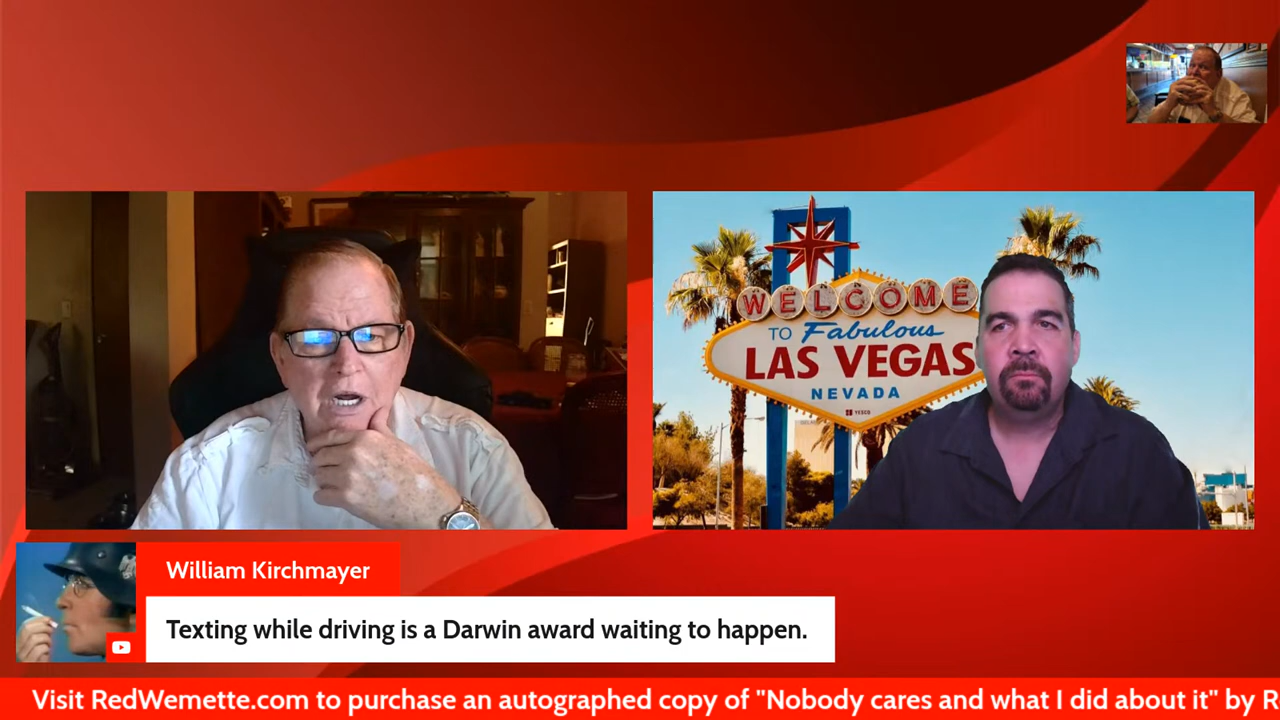 WELCOME
TO Fabulous
LAS VEGAS
NEVADA
YESCO
William Kirchmayer
Texting while driving is a Darwin award waiting to happen.
Visit RedWemette.com to purchase an autographed copy of "Nobody cares and what I did about it" by R